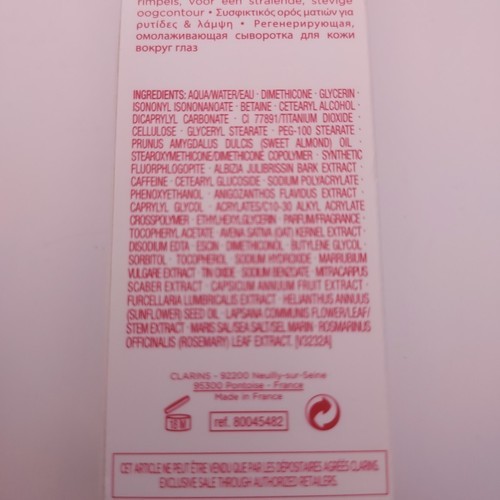 rimpels, voor een stralende, stevige
oogcontour • Συσφικτικός ορός ματιών για
ρυτίδες & λάμψη • Регенерирующая,
омолаживающая сыворотка для кожи
вокруг глаз
INGREDIENTS: AQUA/WATER/EAU · DIMETHICONE · GLYCERIN ·
ISONONYL ISONONANOATE · BETAINE · CETEARYL ALCOHOL ·
DICAPRYLYL CARBONATE · CI 77891/TITANIUM DIOXIDE ·
CELLULOSE · GLYCERYL STEARATE · PEG-100 STEARATE ·
PRUNUS AMYGDALUS DULCIS (SWEET ALMOND) OIL ·
STEAROXYMETHICONE/DIMETHICONE COPOLYMER · SYNTHETIC
FLUORPHLOGOPITE · ALBIZIA JULIBRISSIN BARK EXTRACT ·
CAFFEINE · CETEARYL GLUCOSIDE · SODIUM POLYACRYLATE ·
PHENOXYETHANOL · ANIGOZANTHOS FLAVIDUS EXTRACT ·
CAPRYLYL GLYCOL · ACRYLATES/C10-30 ALKYL ACRYLATE
CROSSPOLYMER · ETHYLHEXYLGLYCERIN · PARFUM/FRAGRANCE ·
TOCOPHERYL ACETATE · AVENA SATIVA (OAT) KERNEL EXTRACT ·
DISODIUM EDTA · ESCIN · DIMETHICONOL · BUTYLENE GLYCOL ·
SORBITOL · TOCOPHEROL · SODIUM HYDROXIDE · MARRUBIUM
VULGARE EXTRACT · TIN OXIDE · SODIUM BENZOATE · MITRACARPUS
SCABER EXTRACT · CAPSICUM ANNUUM FRUIT EXTRACT ·
FURCELLARIA LUMBRICALIS EXTRACT · HELIANTHUS ANNUUS
(SUNFLOWER) SEED OIL · LAPSANA COMMUNIS FLOWER/LEAF/
STEM EXTRACT · MARIS SAL/SEA SALT/SEL MARIN · ROSMARINUS
OFFICINALIS (ROSEMARY) LEAF EXTRACT. [V3232A]
CLARINS - 92200 Neuilly-sur-Seine
95300 Pontoise - France
Made in France
18 M
ref. 80045482
CET ARTICLE NE PEUT ÊTRE VENDU QUE PAR LES DÉPOSITAIRES AGRÉÉS CLARINS.
EXCLUSIVE SALE THROUGH AUTHORIZED RETAILERS.